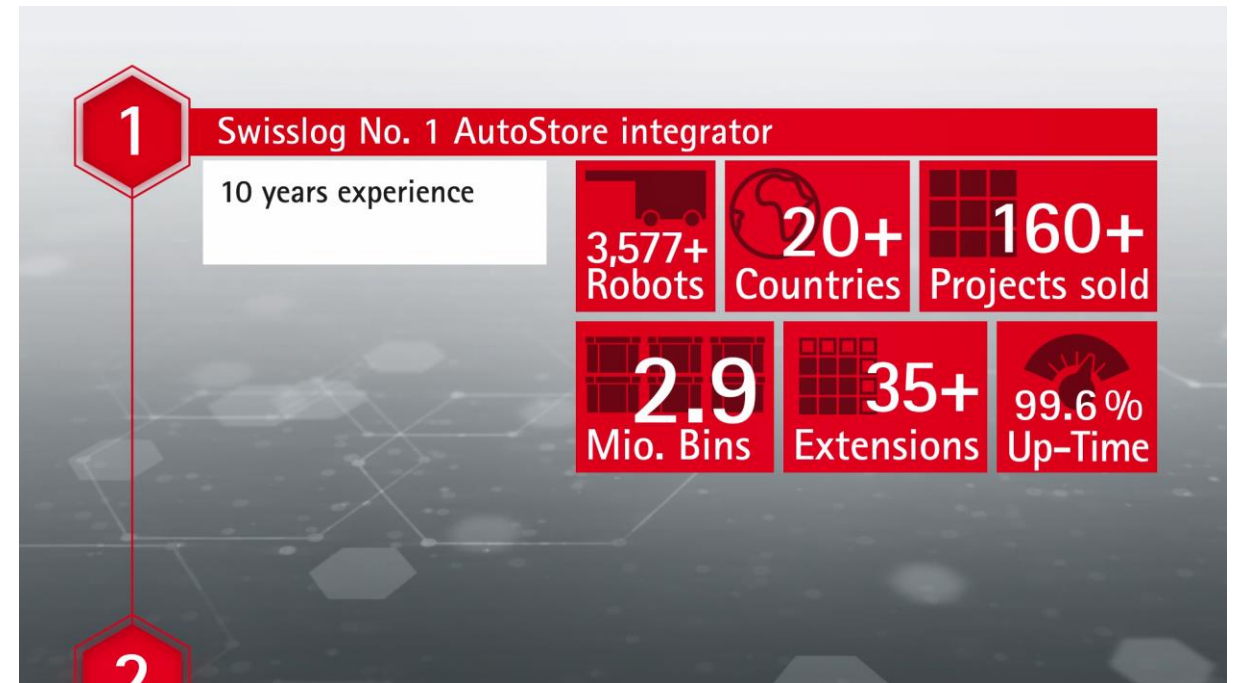 1
Swisslog No. 1 AutoStore integrator
10 years experience
3,577+
Robots
20+
Countries
160+
Projects sold
2.9
Mio. Bins
35+
Extensions
99.6 %
Up-Time
2